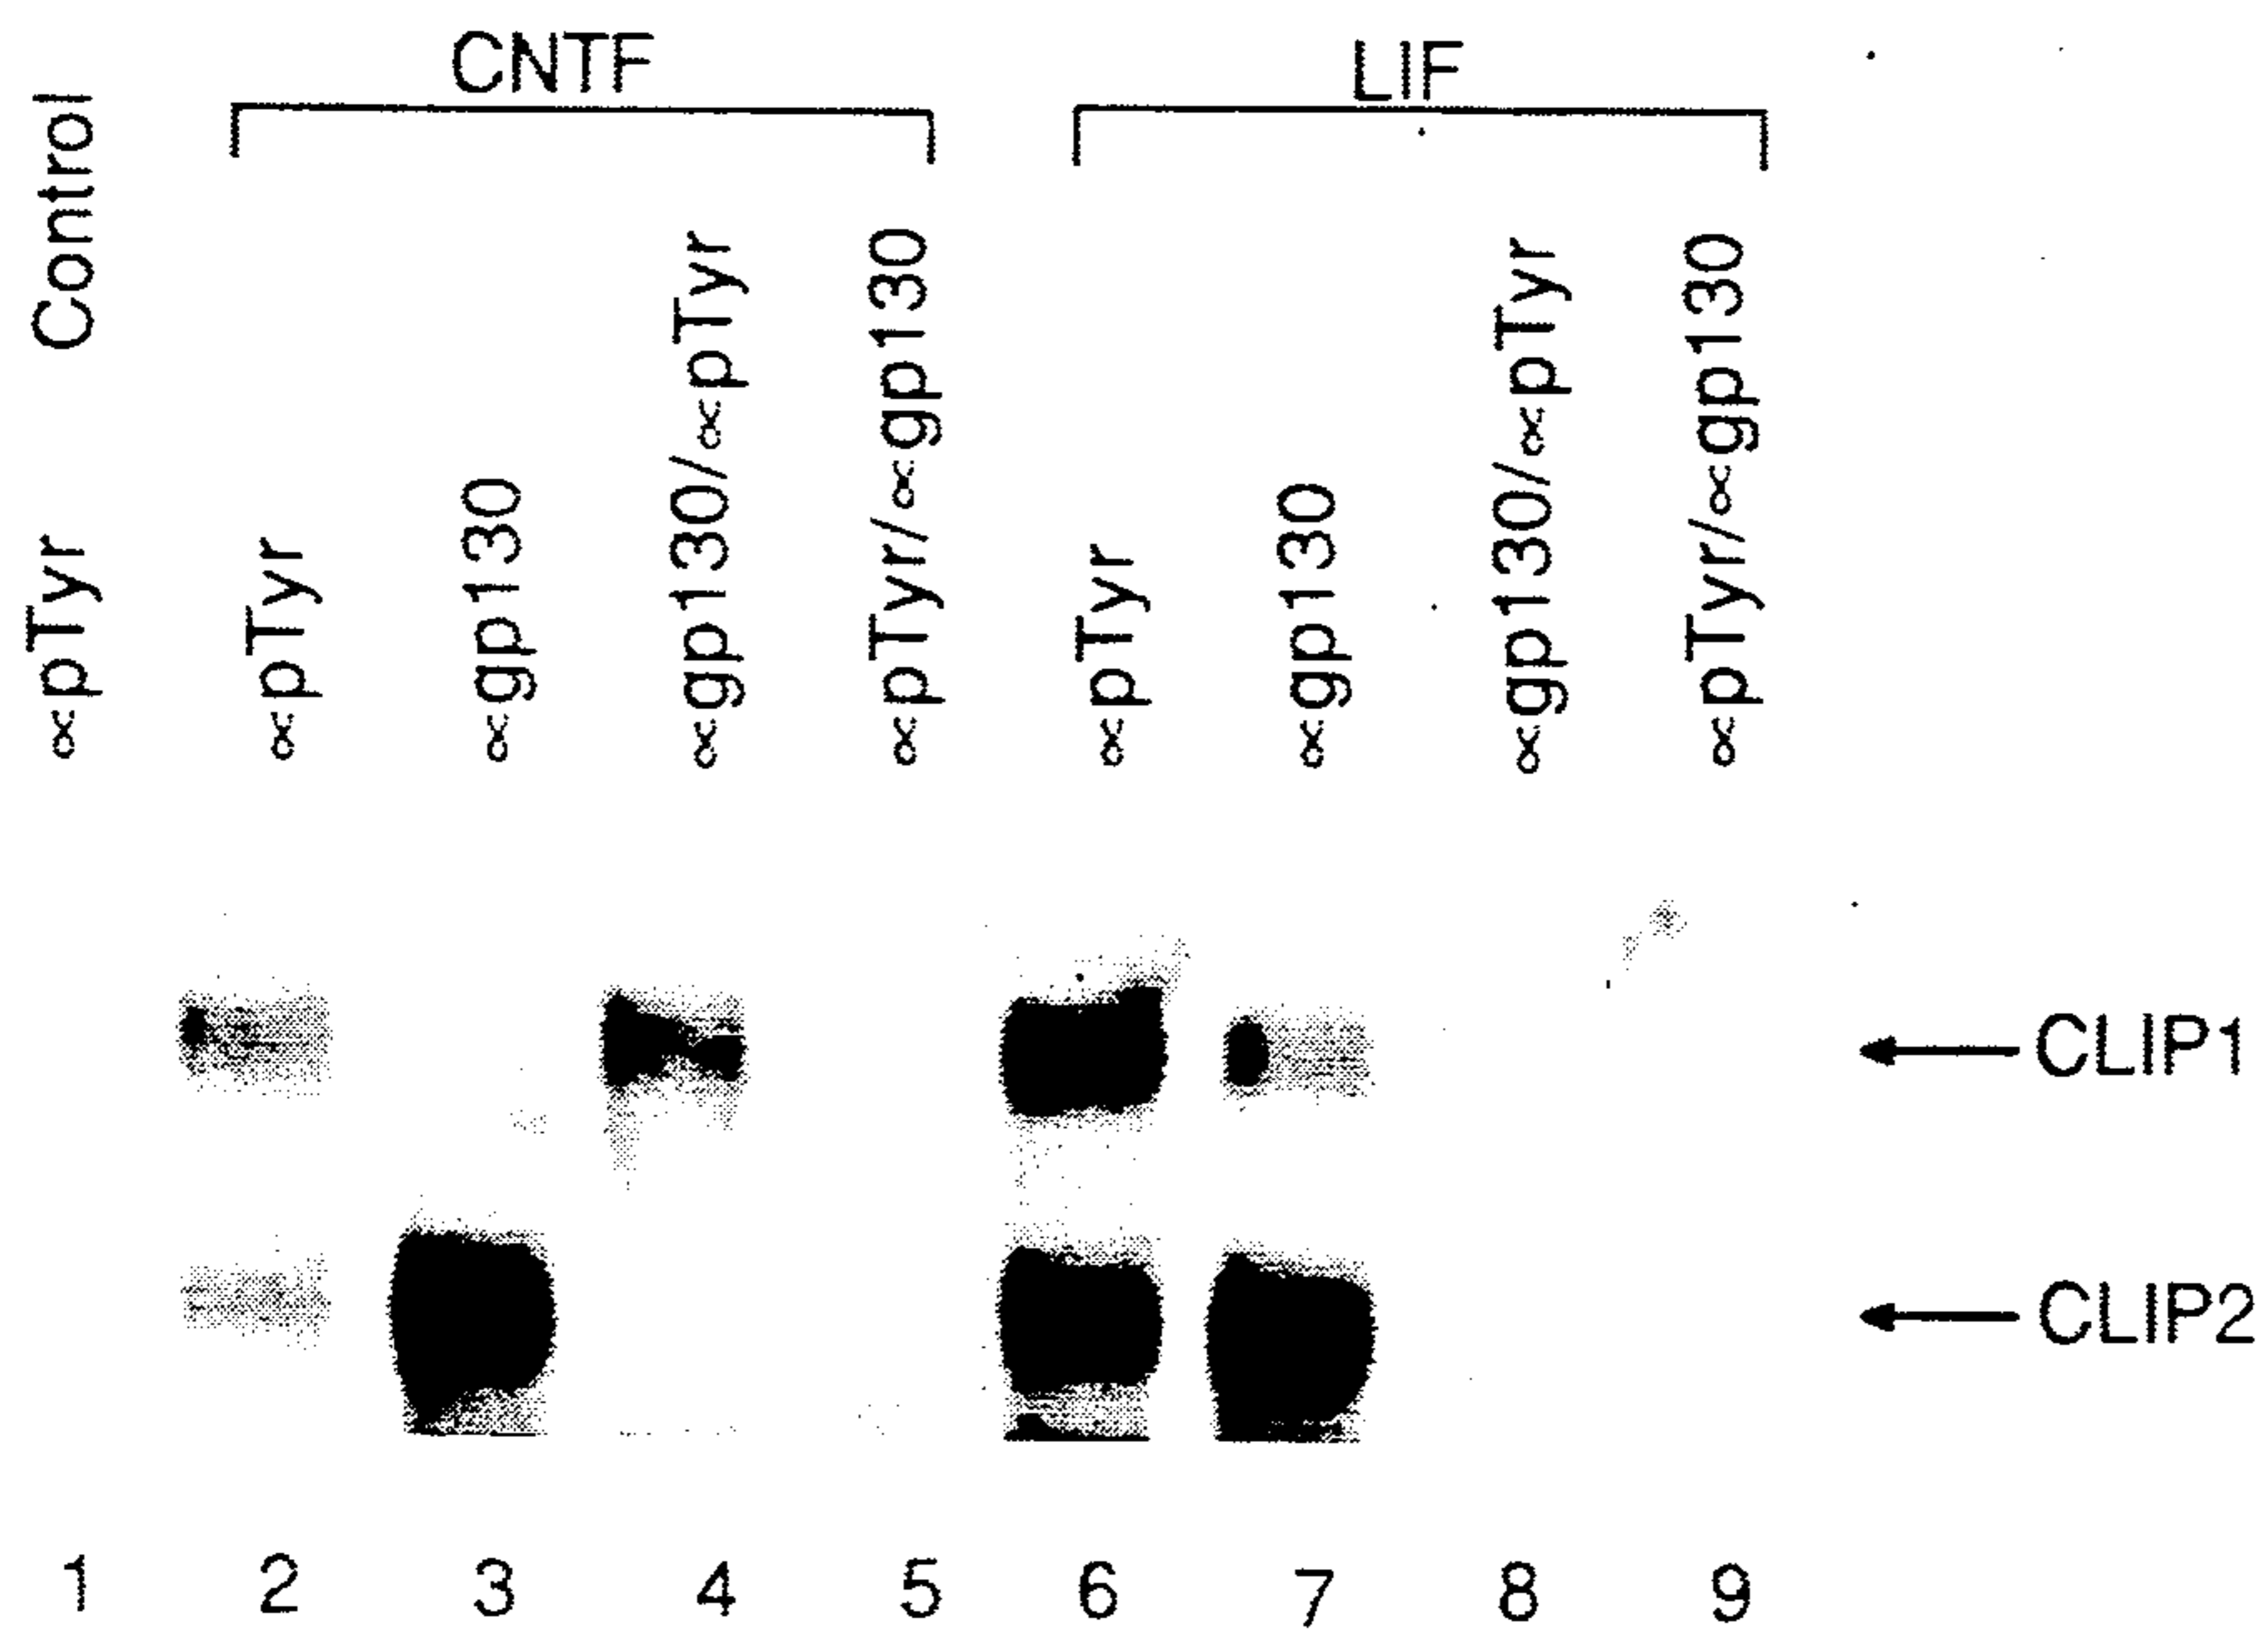 CNTF
LIF
Control
∝pTyr
∝pTyr
∝gp130
∝gp130/∝pTyr
∝pTyr/∝gp130
∝pTyr
∝gp130
∝gp130/∝pTyr
∝pTyr/∝gp130
CLIP1
CLIP2
1 2 3 4 5 6 7 8 9